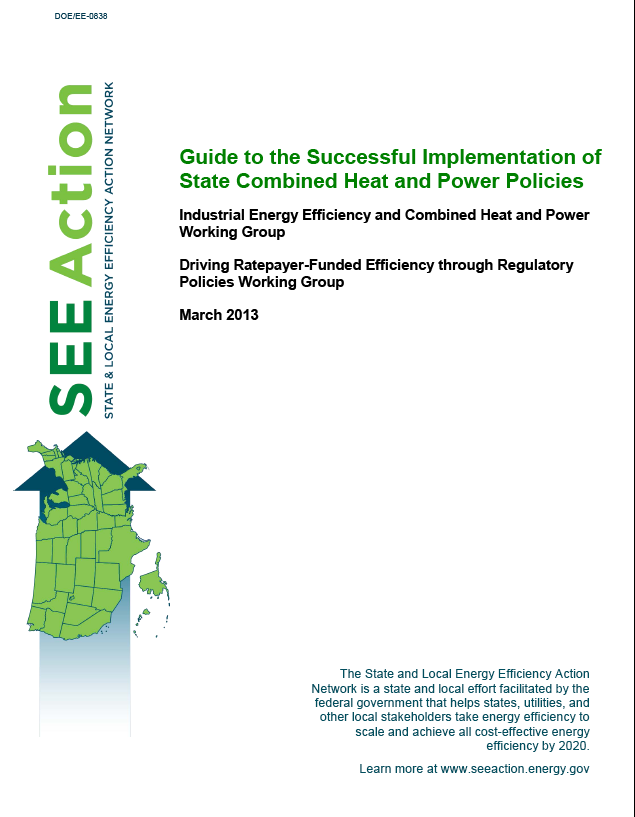 DOE/EE-0838
SEE Action
STATE & LOCAL ENERGY EFFICIENCY ACTION NETWORK
Guide to the Successful Implementation of
State Combined Heat and Power Policies
Industrial Energy Efficiency and Combined Heat and Power
Working Group
Driving Ratepayer-Funded Efficiency through Regulatory
Policies Working Group
March 2013
The State and Local Energy Efficiency Action
Network is a state and local effort facilitated by the
federal government that helps states, utilities, and
other local stakeholders take energy efficiency to
scale and achieve all cost-effective energy
efficiency by 2020.
Learn more at www.seeaction.energy.gov